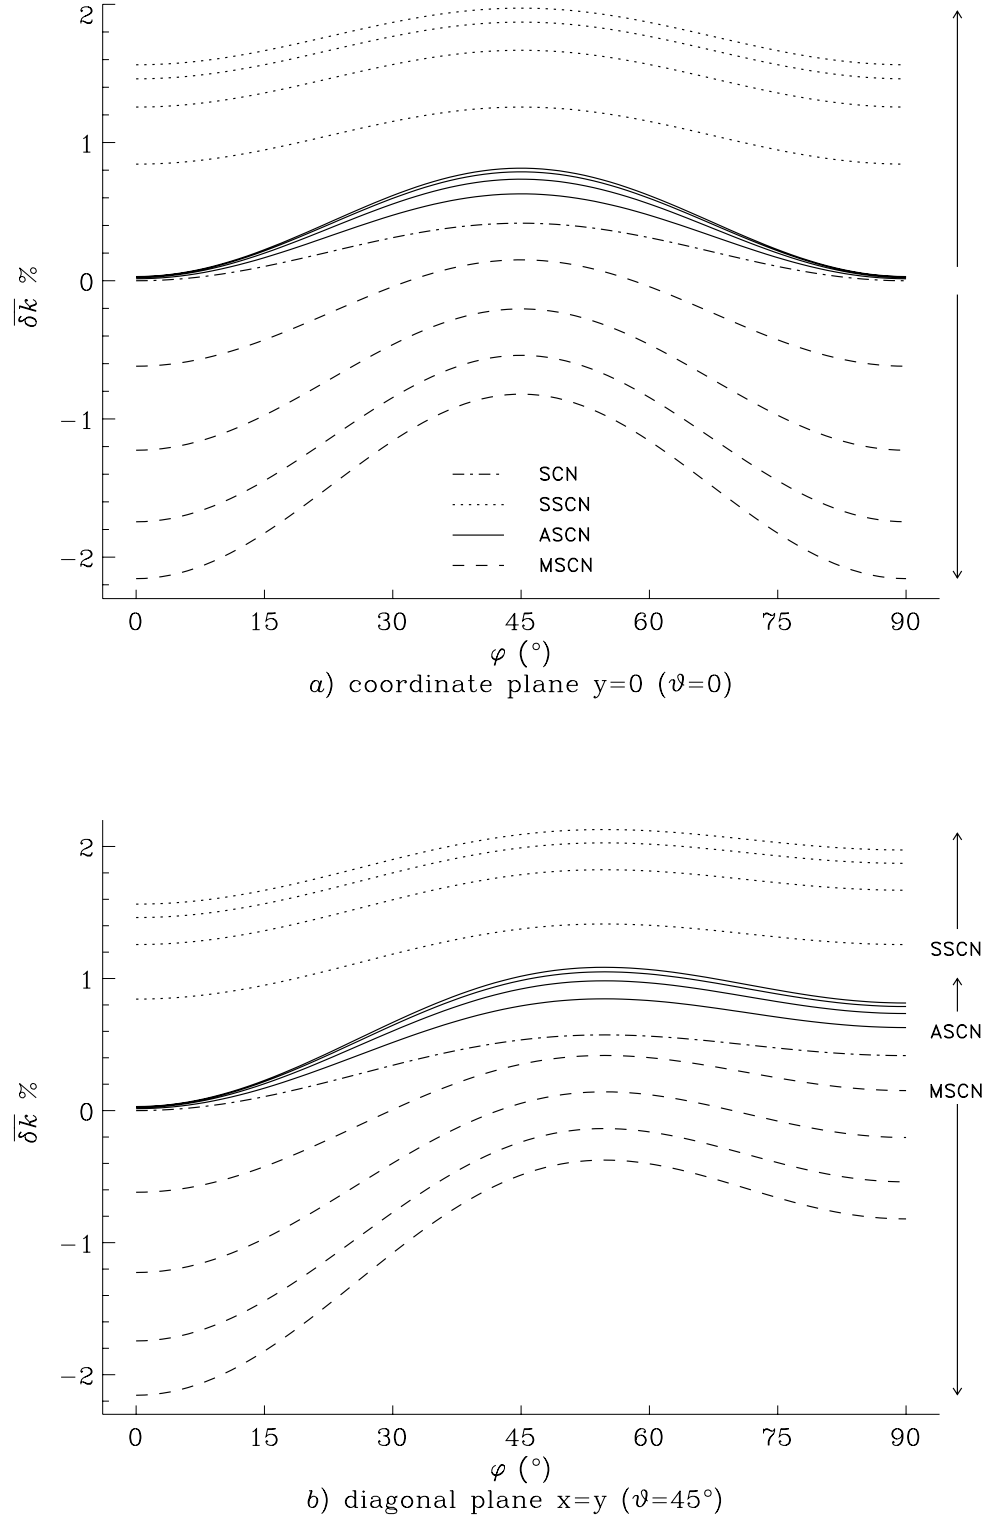 2
1
0
−1
−2
δk %
SCN
SSCN
ASCN
MSCN
0 15 30 45 60 75 90
φ (°)
a) coordinate plane y=0 (ϑ=0)
2
1
0
−1
−2
δk %
SSCN
ASCN
MSCN
0 15 30 45 60 75 90
φ (°)
b) diagonal plane x=y (ϑ=45°)